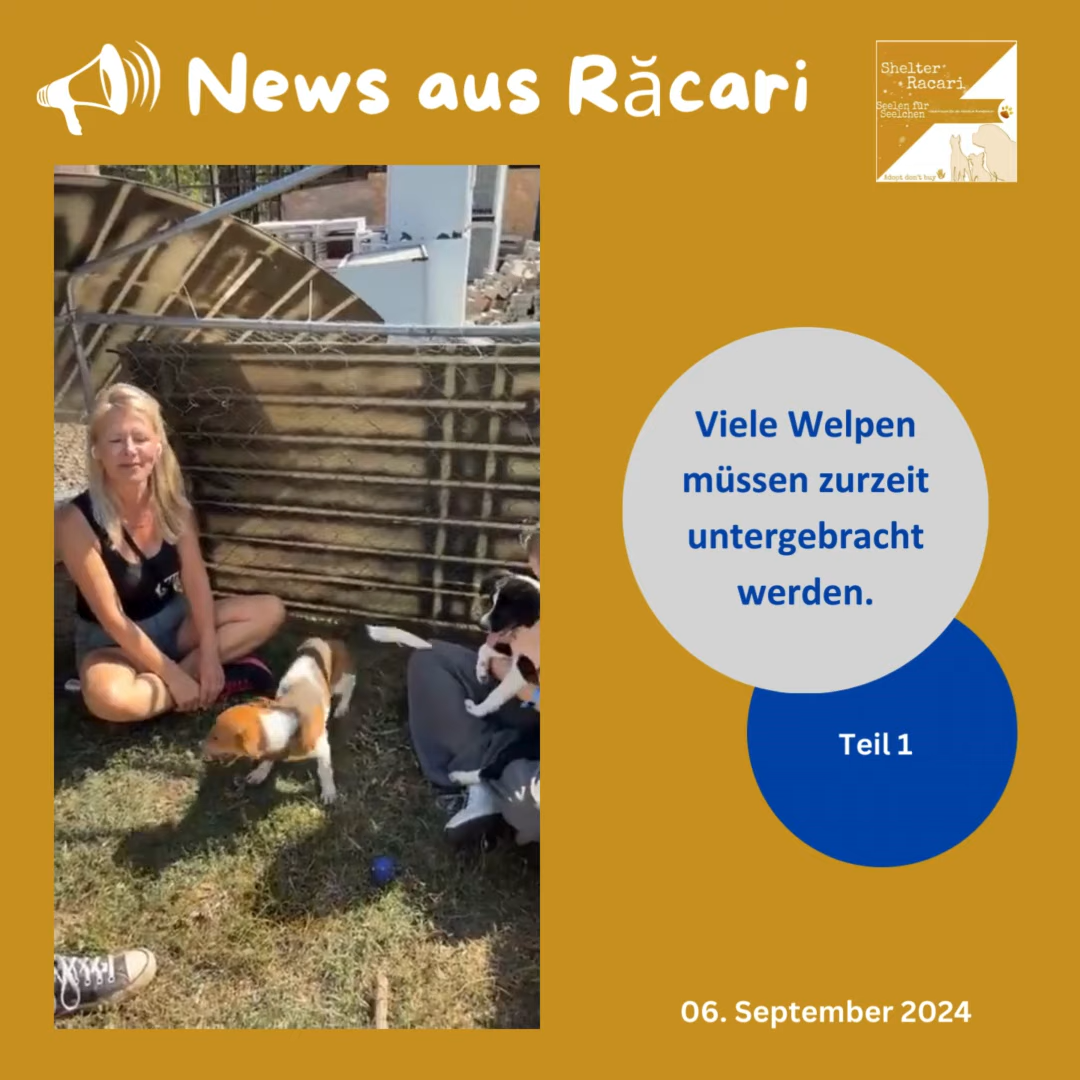 News aus Răcari
Shelter
Racari
Seelen für
Seelchen
Adopt don't buy
Viele Welpen
müssen zurzeit
untergebracht
werden.
Teil 1
06. September 2024